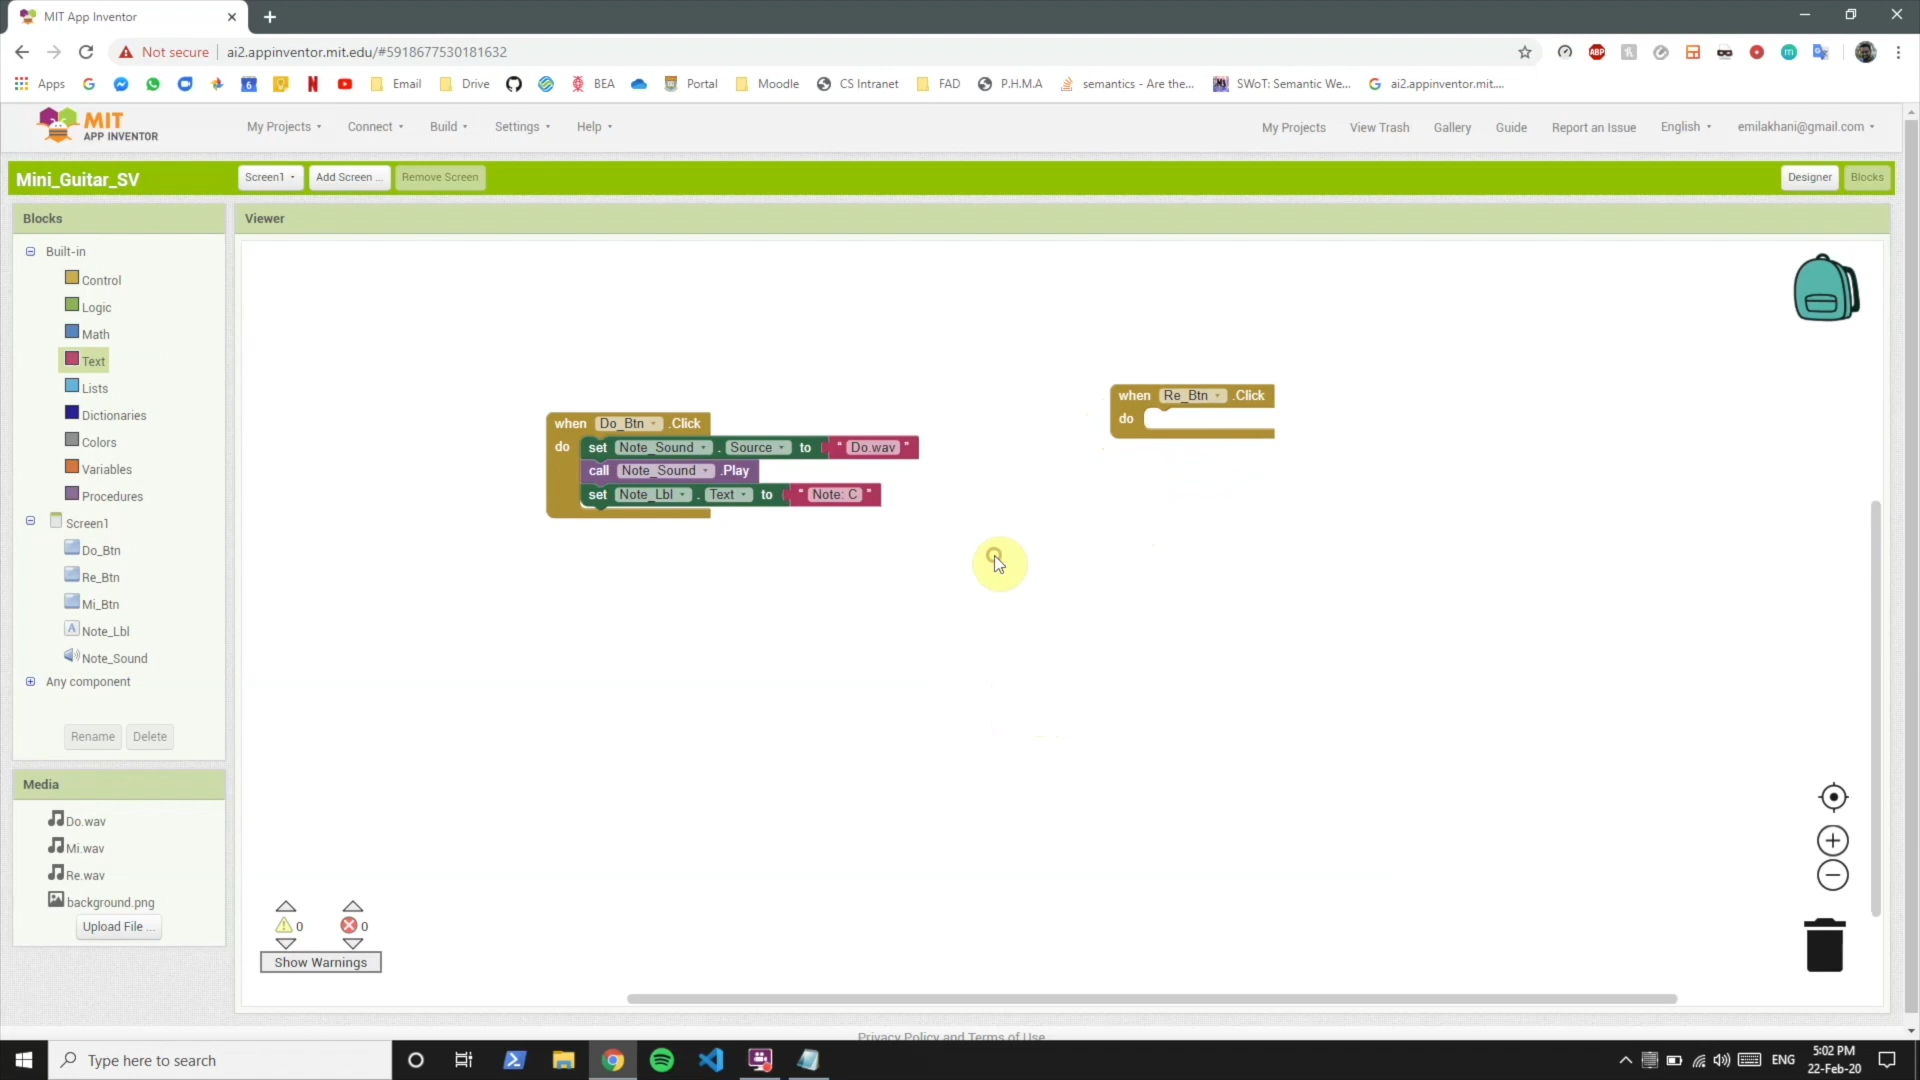 MIT App Inventor
Not secure
ai2.appinventor.mit.edu/#5918677530181632
ABP
Apps
6
N
Email
Drive
BEA
Portal
Moodle
CS Intranet
FAD
P.H.M.A
semantics - Are the...
SWoT: Semantic We...
ai2.appinventor.mit....
MIT
APP INVENTOR
My Projects
Connect
Build
Settings
Help
My Projects
View Trash
Gallery
Guide
Report an Issue
English
emilakhani@gmail.com
Mini_Guitar_SV
Screen1
Add Screen ...
Remove Screen
Designer
Blocks
Blocks
Viewer
Built-in
Control
Logic
Math
Text
Lists
Dictionaries
Colors
Variables
Procedures
Screen1
Do_Btn
Re_Btn
Mi_Btn
A Note_Lbl
Note_Sound
Any component
Rename
Delete
Media
Do.wav
Mi.wav
Re.wav
background.png
Upload File ...
when Do_Btn .Click
do set Note_Sound . Source to " Do.wav "
call Note_Sound .Play
set Note_Lbl . Text to " Note: C "
when Re_Btn .Click
do
0
0
Show Warnings
Privacy Policy and Terms of Use
Type here to search
ENG
5:02 PM
22-Feb-20